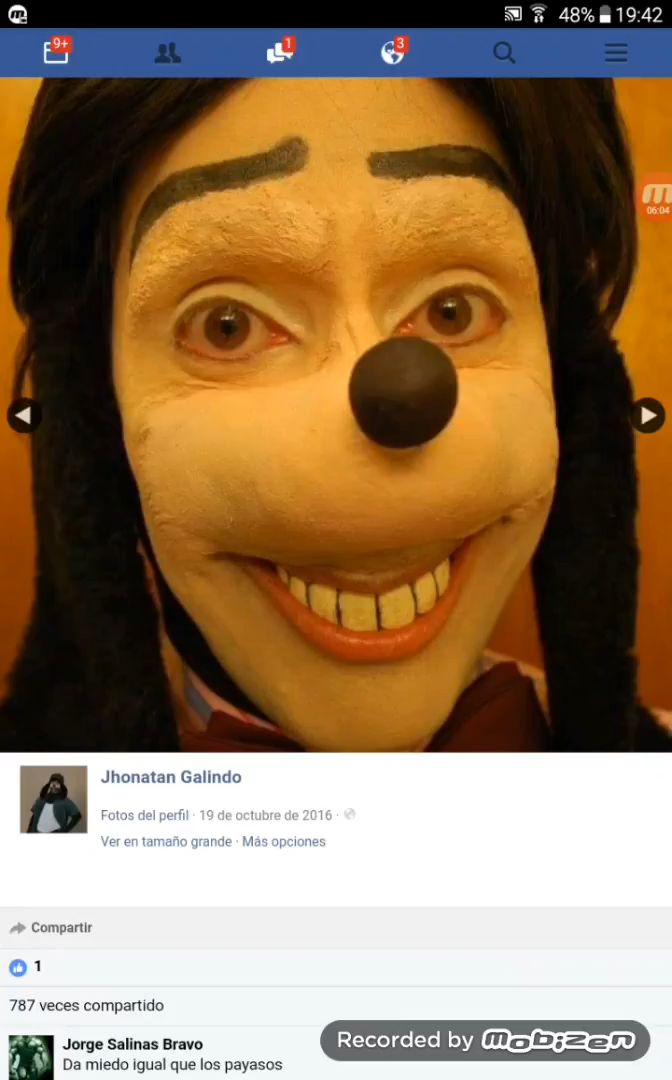 48% 19:42
9+ 1 3
06:04
Jhonatan Galindo
Fotos del perfil · 19 de octubre de 2016 ·
Ver en tamaño grande · Más opciones
Compartir
1
787 veces compartido
Jorge Salinas Bravo
Da miedo igual que los payasos
Recorded by mobizen